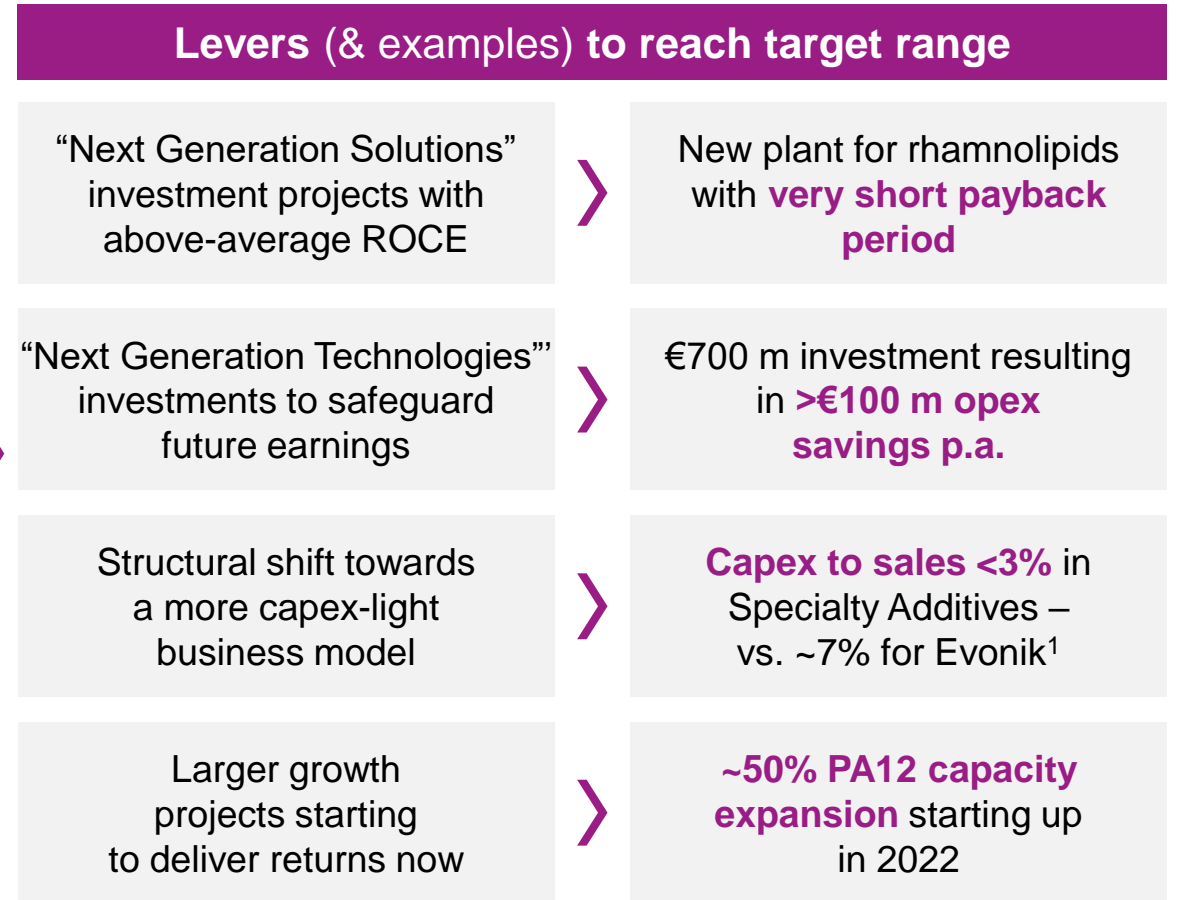 Levers (& examples) to reach target range
“Next Generation Solutions”
investment projects with
above-average ROCE
New plant for rhamnolipids
with very short payback
period
“Next Generation Technologies”’
investments to safeguard
future earnings
€700 m investment resulting
in >€100 m opex
savings p.a.
Structural shift towards
a more capex-light
business model
Capex to sales <3% in
Specialty Additives –
vs. ~7% for Evonik¹
Larger growth
projects starting
to deliver returns now
~50% PA12 capacity
expansion starting up
in 2022